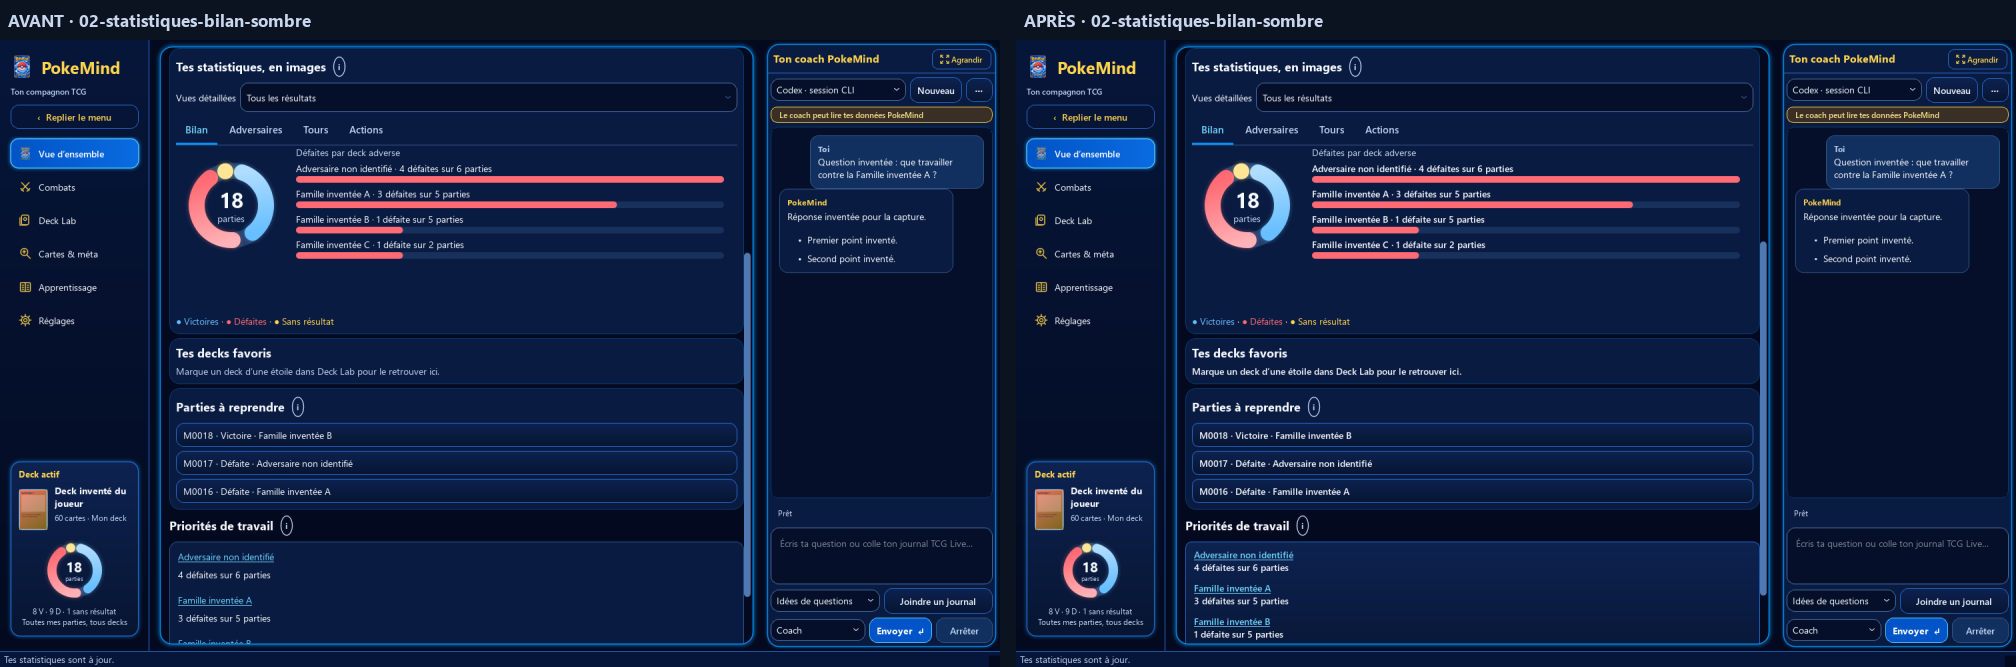 AVANT · 02-statistiques-bilan-sombre
PokeMind
Ton compagnon TCG
‹ Replier le menu
Vue d'ensemble
Combats
Deck Lab
Cartes & méta
Apprentissage
Réglages
Deck actif
Deck inventé du
joueur
60 cartes · Mon deck
18
parties
8 V · 9 D · 1 sans résultat
Toutes mes parties, tous decks
Tes statistiques, en images i
Vues détaillées Tous les résultats
Bilan Adversaires Tours Actions
18
parties
Défaites par deck adverse
Adversaire non identifié · 4 défaites sur 6 parties
Famille inventée A · 3 défaites sur 5 parties
Famille inventée B · 1 défaite sur 5 parties
Famille inventée C · 1 défaite sur 2 parties
● Victoires · ● Défaites · ● Sans résultat
Tes decks favoris
Marque un deck d'une étoile dans Deck Lab pour le retrouver ici.
Parties à reprendre i
M0018 · Victoire · Famille inventée B
M0017 · Défaite · Adversaire non identifié
M0016 · Défaite · Famille inventée A
Priorités de travail i
Adversaire non identifié
4 défaites sur 6 parties
Famille inventée A
3 défaites sur 5 parties
Famille inventée B
Ton coach PokeMind Agrandir
Codex · session CLI Nouveau ...
Le coach peut lire tes données PokeMind
Toi
Question inventée : que travailler
contre la Famille inventée A ?
PokeMind
Réponse inventée pour la capture.
• Premier point inventé.
• Second point inventé.
Prêt
Écris ta question ou colle ton journal TCG Live...
Idées de questions Joindre un journal
Coach Envoyer ↲ Arrêter
Tes statistiques sont à jour.
APRÈS · 02-statistiques-bilan-sombre
PokeMind
Ton compagnon TCG
‹ Replier le menu
Vue d'ensemble
Combats
Deck Lab
Cartes & méta
Apprentissage
Réglages
Deck actif
Deck inventé du
joueur
60 cartes · Mon deck
18
parties
8 V · 9 D · 1 sans résultat
Toutes mes parties, tous decks
Tes statistiques, en images i
Vues détaillées Tous les résultats
Bilan Adversaires Tours Actions
18
parties
Défaites par deck adverse
Adversaire non identifié · 4 défaites sur 6 parties
Famille inventée A · 3 défaites sur 5 parties
Famille inventée B · 1 défaite sur 5 parties
Famille inventée C · 1 défaite sur 2 parties
● Victoires · ● Défaites · ● Sans résultat
Tes decks favoris
Marque un deck d'une étoile dans Deck Lab pour le retrouver ici.
Parties à reprendre i
M0018 · Victoire · Famille inventée B
M0017 · Défaite · Adversaire non identifié
M0016 · Défaite · Famille inventée A
Priorités de travail i
Adversaire non identifié
4 défaites sur 6 parties
Famille inventée A
3 défaites sur 5 parties
Famille inventée B
1 défaite sur 5 parties
Ton coach PokeMind Agrandir
Codex · session CLI Nouveau ...
Le coach peut lire tes données PokeMind
Toi
Question inventée : que travailler
contre la Famille inventée A ?
PokeMind
Réponse inventée pour la capture.
• Premier point inventé.
• Second point inventé.
Prêt
Écris ta question ou colle ton journal TCG Live...
Idées de questions Joindre un journal
Coach Envoyer ↲ Arrêter
Tes statistiques sont à jour.